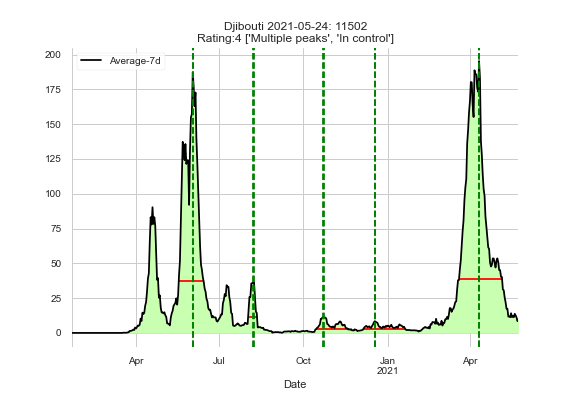 Djibouti 2021-05-24: 11502
Rating:4 ['Multiple peaks', 'In control']
Average-7d
200
175
150
125
100
75
50
25
0
Apr Jul Oct Jan Apr
2021
Date